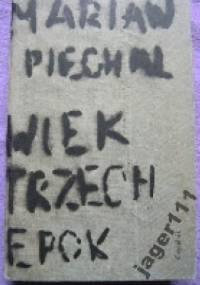 MARIAN
PIECHAL
WIEK
TRZECH
EPOK
jager111